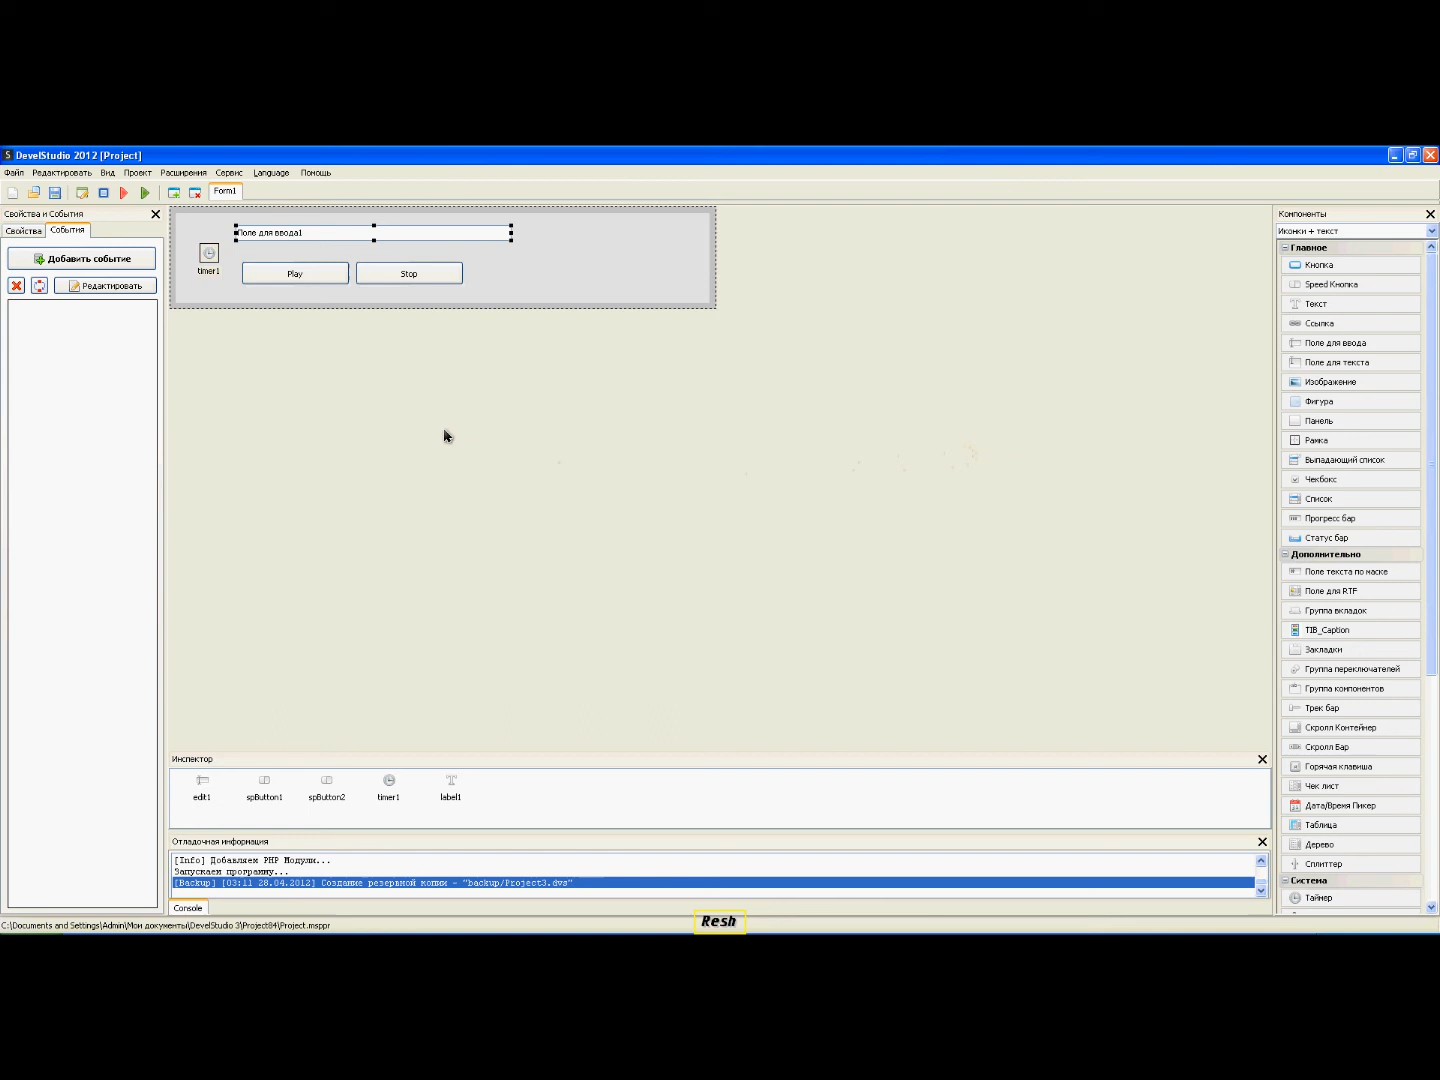 DevelStudio 2012 [Project]
Файл Редактировать Вид Проект Расширения Сервис Language Помощь
Form1
Свойства и События
Свойства События
Добавить событие
Редактировать
Поле для ввода1
timer1
Play Stop
Компоненты
Иконки + текст
Главное
Кнопка
Speed Кнопка
Текст
Ссылка
Поле для ввода
Поле для текста
Изображение
Фигура
Панель
Рамка
Выпадающий список
Чекбокс
Список
Прогресс бар
Статус бар
Дополнительно
Поле текста по маске
Поле для RTF
Группа вкладок
TIB_Caption
Закладки
Группа переключателей
Группа компонентов
Трек бар
Скролл Контейнер
Скролл Бар
Горячая клавиша
Чек лист
Дата/Время Пикер
Таблица
Дерево
Сплиттер
Система
Таймер
Инспектор
edit1 spButton1 spButton2 timer1 label1
Отладочная информация
[Info] Добавляем PHP Модули...
Запускаем программу...
[Backup] [03:11 28.04.2012] Создание резервной копии - "backup/Project3.dvs"
Console
C:\Documents and Settings\Admin\Мои документы\DevelStudio 3\Project84\Project.msppr
Resh